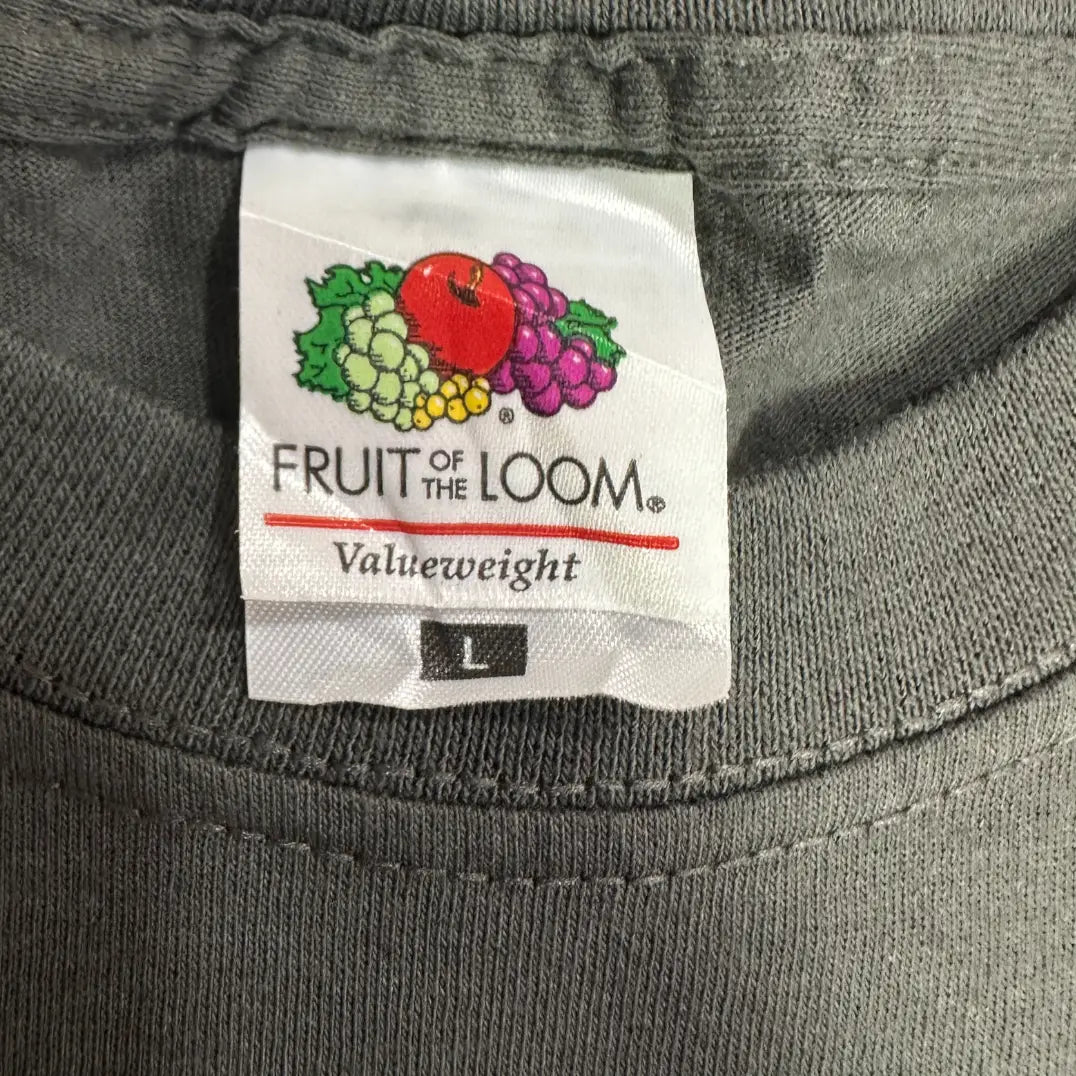 ®
FRUIT OF THE LOOM®
Valueweight
L